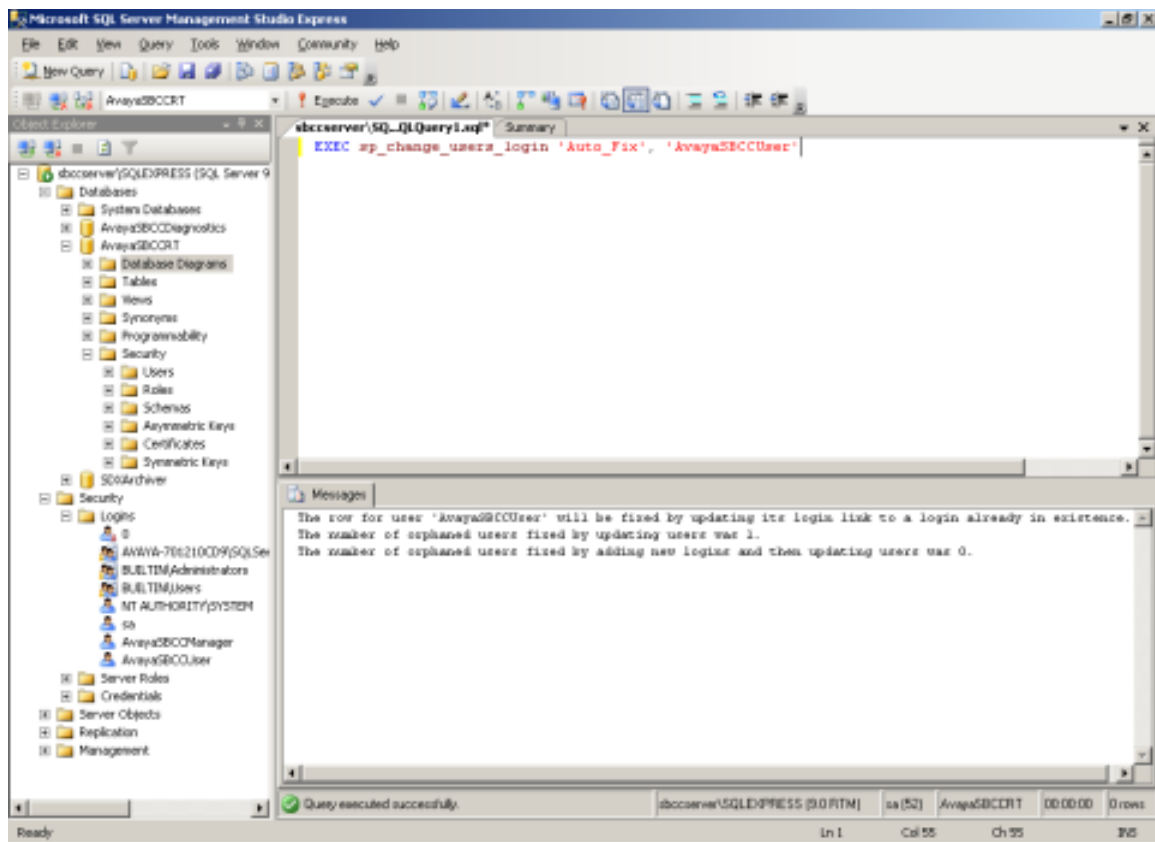 Microsoft SQL Server Management Studio Express
File Edit View Query Tools Window Community Help
New Query
AvayaSBCCRT
Execute
Object Explorer
sbccserver\SQ...QLQuery1.sql* Summary
EXEC sp_change_users_login 'Auto_Fix', 'AvayaSBCCUser'
sbccserver\SQLEXPRESS (SQL Server 9
Databases
System Databases
AvayaSBCCDiagnostics
AvayaSBCCRT
Database Diagrams
Tables
Views
Synonyms
Programmability
Security
Users
Roles
Schemas
Asymmetric Keys
Certificates
Symmetric Keys
SDXArchiver
Security
Logins
AVAYA-701210CD9\SQLSer
BUILTIN\Administrators
BUILTIN\Users
NT AUTHORITY\SYSTEM
sa
AvayaSBCCManager
AvayaSBCCUser
Server Roles
Credentials
Server Objects
Replication
Management
Messages
The row for user 'AvayaSBCCUser' will be fixed by updating its login link to a login already in existence.
The number of orphaned users fixed by updating users was 1.
The number of orphaned users fixed by adding new logins and then updating users was 0.
Query executed successfully. sbccserver\SQLEXPRESS (9.0 RTM) sa (52) AvayaSBCCRT 00:00:00 0 rows
Ready Ln 1 Col 55 Ch 55 INS